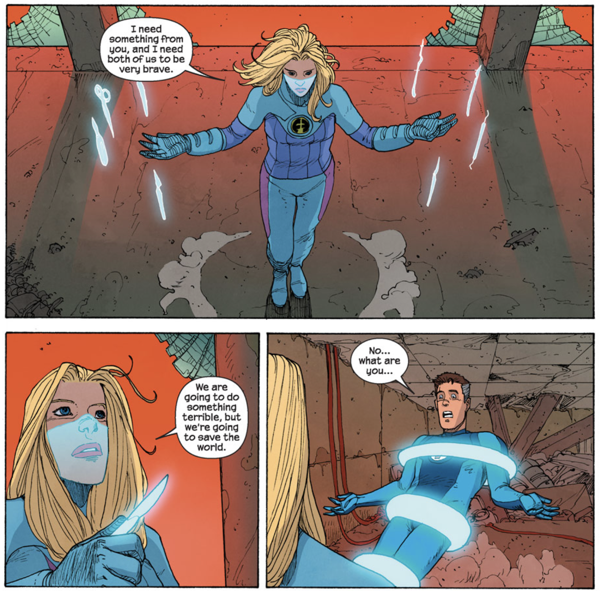 I need
something from
you, and I need
both of us to be
very brave.
We are
going to do
something
terrible, but
we're going
to save the
world.
No...
what are
you...